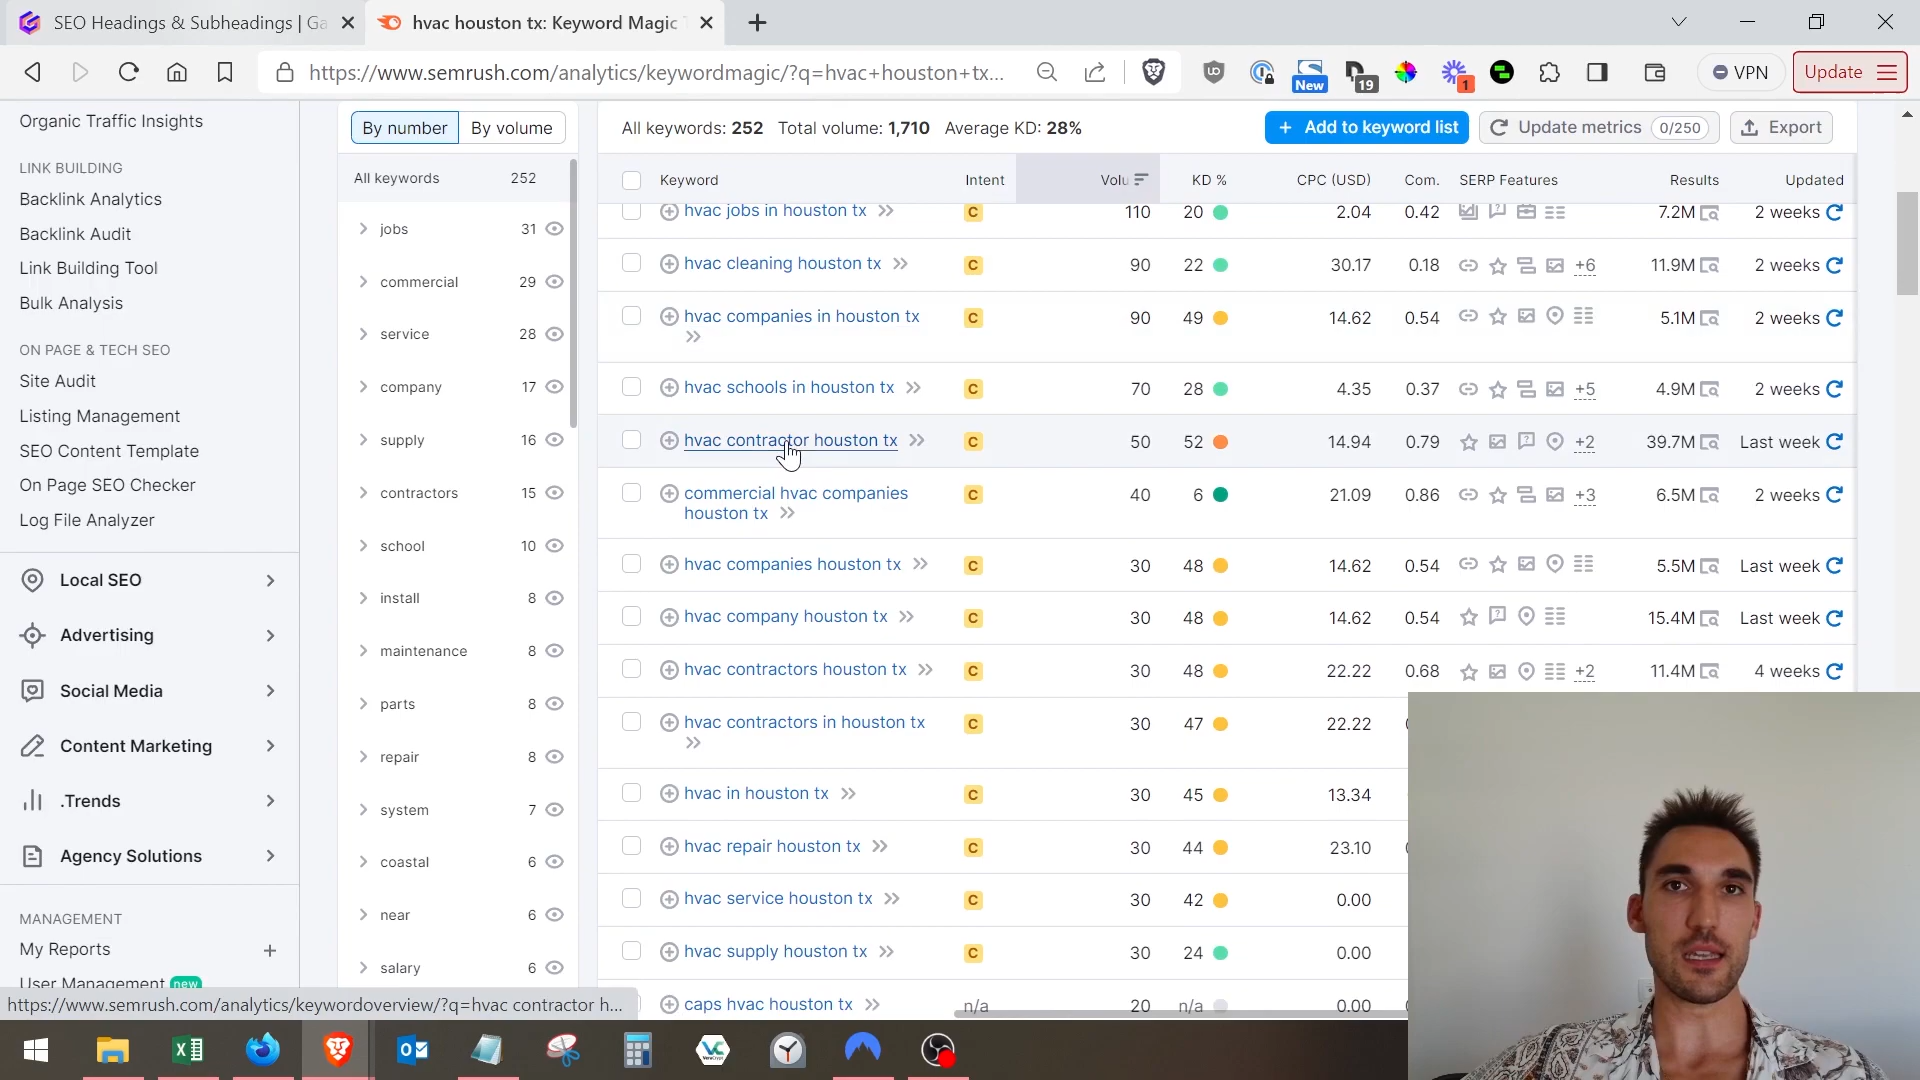 SEO Headings & Subheadings | Ga
hvac houston tx: Keyword Magic T
https://www.semrush.com/analytics/keywordmagic/?q=hvac+houston+tx...
New
19
1
VPN
Update
Organic Traffic Insights
LINK BUILDING
Backlink Analytics
Backlink Audit
Link Building Tool
Bulk Analysis
ON PAGE & TECH SEO
Site Audit
Listing Management
SEO Content Template
On Page SEO Checker
Log File Analyzer
Local SEO
Advertising
Social Media
Content Marketing
.Trends
Agency Solutions
MANAGEMENT
My Reports +
User Management new
https://www.semrush.com/analytics/keywordoverview/?q=hvac contractor h...
By number By volume
All keywords 252
jobs 31
commercial 29
service 28
company 17
supply 16
contractors 15
school 10
install 8
maintenance 8
parts 8
repair 8
system 7
coastal 6
near 6
salary 6
All keywords: 252 Total volume: 1,710 Average KD: 28%
+ Add to keyword list
Update metrics 0/250
Export
Keyword Intent Volu KD % CPC (USD) Com. SERP Features Results Updated
hvac jobs in houston tx C 110 20 2.04 0.42 7.2M 2 weeks
hvac cleaning houston tx C 90 22 30.17 0.18 +6 11.9M 2 weeks
hvac companies in houston tx C 90 49 14.62 0.54 5.1M 2 weeks
hvac schools in houston tx C 70 28 4.35 0.37 +5 4.9M 2 weeks
hvac contractor houston tx C 50 52 14.94 0.79 +2 39.7M Last week
commercial hvac companies
houston tx C 40 6 21.09 0.86 +3 6.5M 2 weeks
hvac companies houston tx C 30 48 14.62 0.54 5.5M Last week
hvac company houston tx C 30 48 14.62 0.54 15.4M Last week
hvac contractors houston tx C 30 48 22.22 0.68 +2 11.4M 4 weeks
hvac contractors in houston tx C 30 47 22.22
hvac in houston tx C 30 45 13.34
hvac repair houston tx C 30 44 23.10
hvac service houston tx C 30 42 0.00
hvac supply houston tx C 30 24 0.00
caps hvac houston tx n/a 20 n/a 0.00